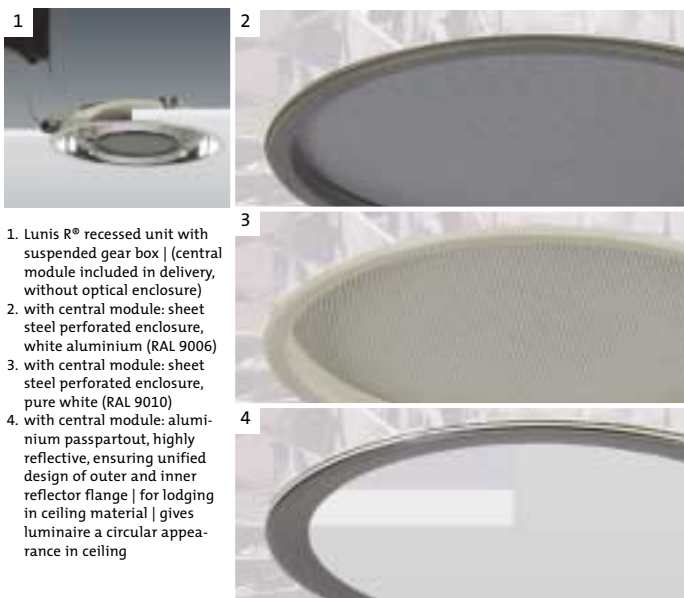 1
2
3
1. Lunis R® recessed unit with
suspended gear box | (central
module included in delivery,
without optical enclosure)
2. with central module: sheet
steel perforated enclosure,
white aluminium (RAL 9006)
3. with central module: sheet
steel perforated enclosure,
pure white (RAL 9010)
4. with central module: alumi-
nium passpartout, highly
reflective, ensuring unified
design of outer and inner
reflector flange | for lodging
in ceiling material | gives
luminaire a circular appea-
rance in ceiling
4